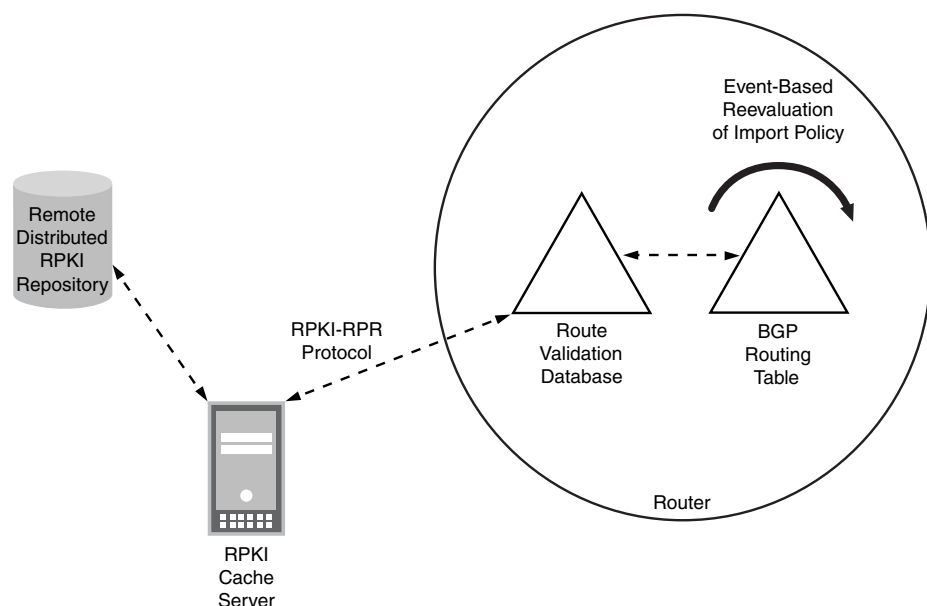 Event-Based
Reevaluation
of Import Policy
Remote
Distributed
RPKI
Repository
RPKI-RPR
Protocol
Route
Validation
Database
BGP
Routing
Table
Router
RPKI
Cache
Server